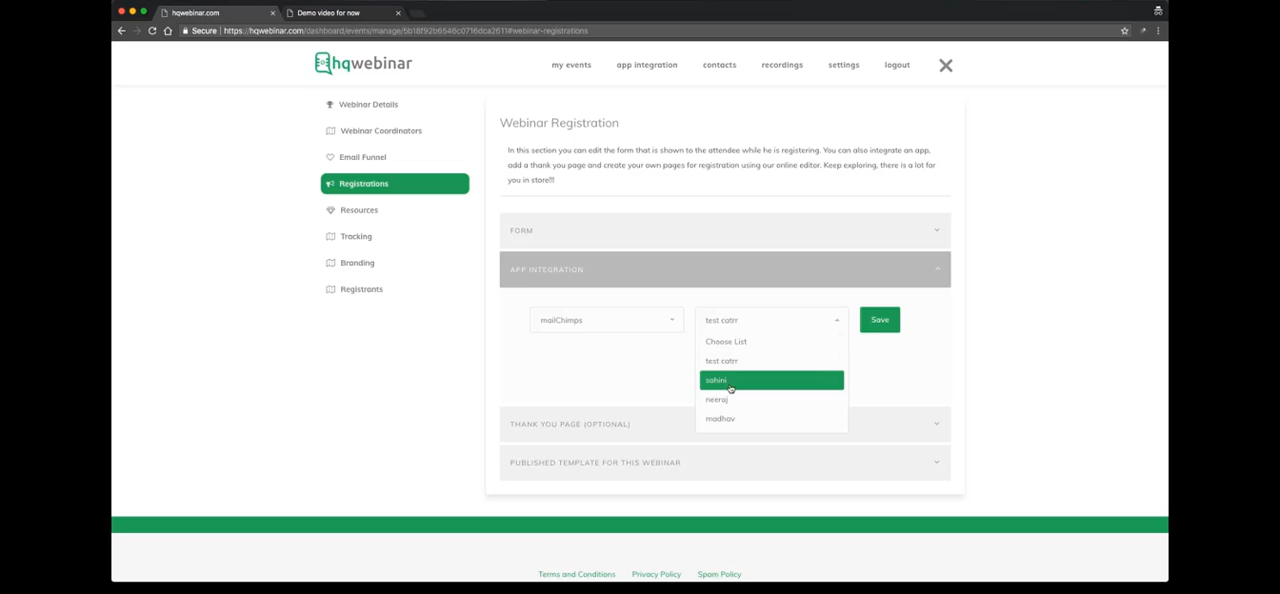 hqwebinar.com
Demo video for now
Secure
https://hqwebinar.com/dashboard/events/manage/5b18f92b6546c0716dca2611#webinar-registrations
hqwebinar
my events
app integration
contacts
recordings
settings
logout
Webinar Details
Webinar Coordinators
Email Funnel
Registrations
Resources
Tracking
Branding
Registrants
Webinar Registration
In this section you can edit the form that is shown to the attendee while he is registering. You can also integrate an app,
add a thank you page and create your own pages for registration using our online editor. Keep exploring, there is a lot for
you in store!!!
FORM
APP INTEGRATION
mailChimps
test catrr
Save
Choose List
test catrr
sahini
neeraj
madhav
THANK YOU PAGE (OPTIONAL)
PUBLISHED TEMPLATE FOR THIS WEBINAR
Terms and Conditions
Privacy Policy
Spam Policy